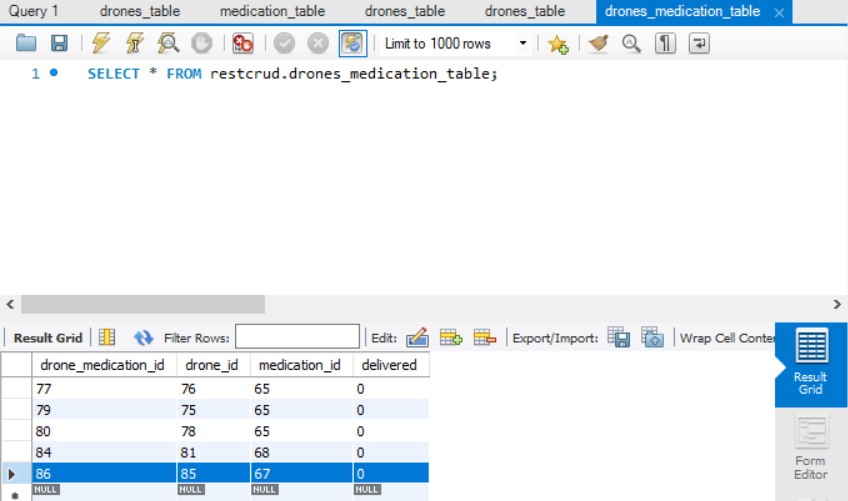 Query 1 drones_table medication_table drones_table drones_table drones_medication_table ×
Limit to 1000 rows
1 SELECT * FROM restcrud.drones_medication_table;
Result Grid Filter Rows: Edit: Export/Import: Wrap Cell Conte
drone_medication_id drone_id medication_id delivered
77 76 65 0
79 75 65 0
80 78 65 0
84 81 68 0
86 85 67 0
NULL NULL NULL NULL
Result
Grid
Form
Editor